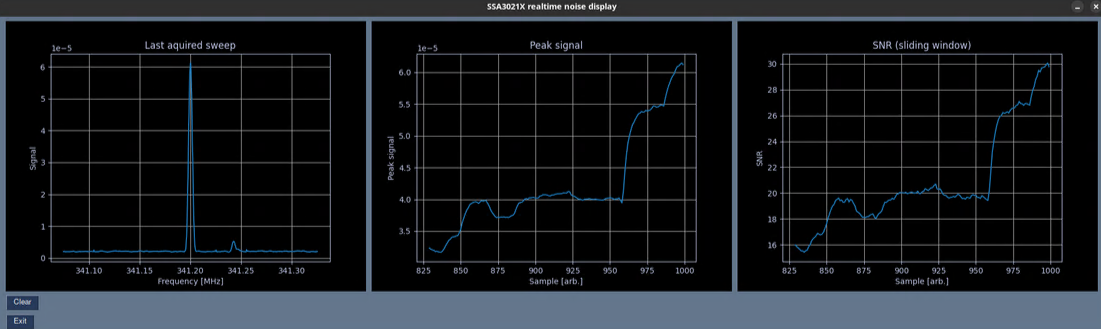 SSA3021X realtime noise display
Last aquired sweep
1e−5
6
5
4
3
2
1
0
Signal
341.10 341.15 341.20 341.25 341.30
Frequency [MHz]
Peak signal
1e−5
6.0
5.5
5.0
4.5
4.0
3.5
Peak signal
825 850 875 900 925 950 975 1000
Sample [arb.]
SNR (sliding window)
30
28
26
24
22
20
18
16
SNR
825 850 875 900 925 950 975 1000
Sample [arb.]
Clear
Exit